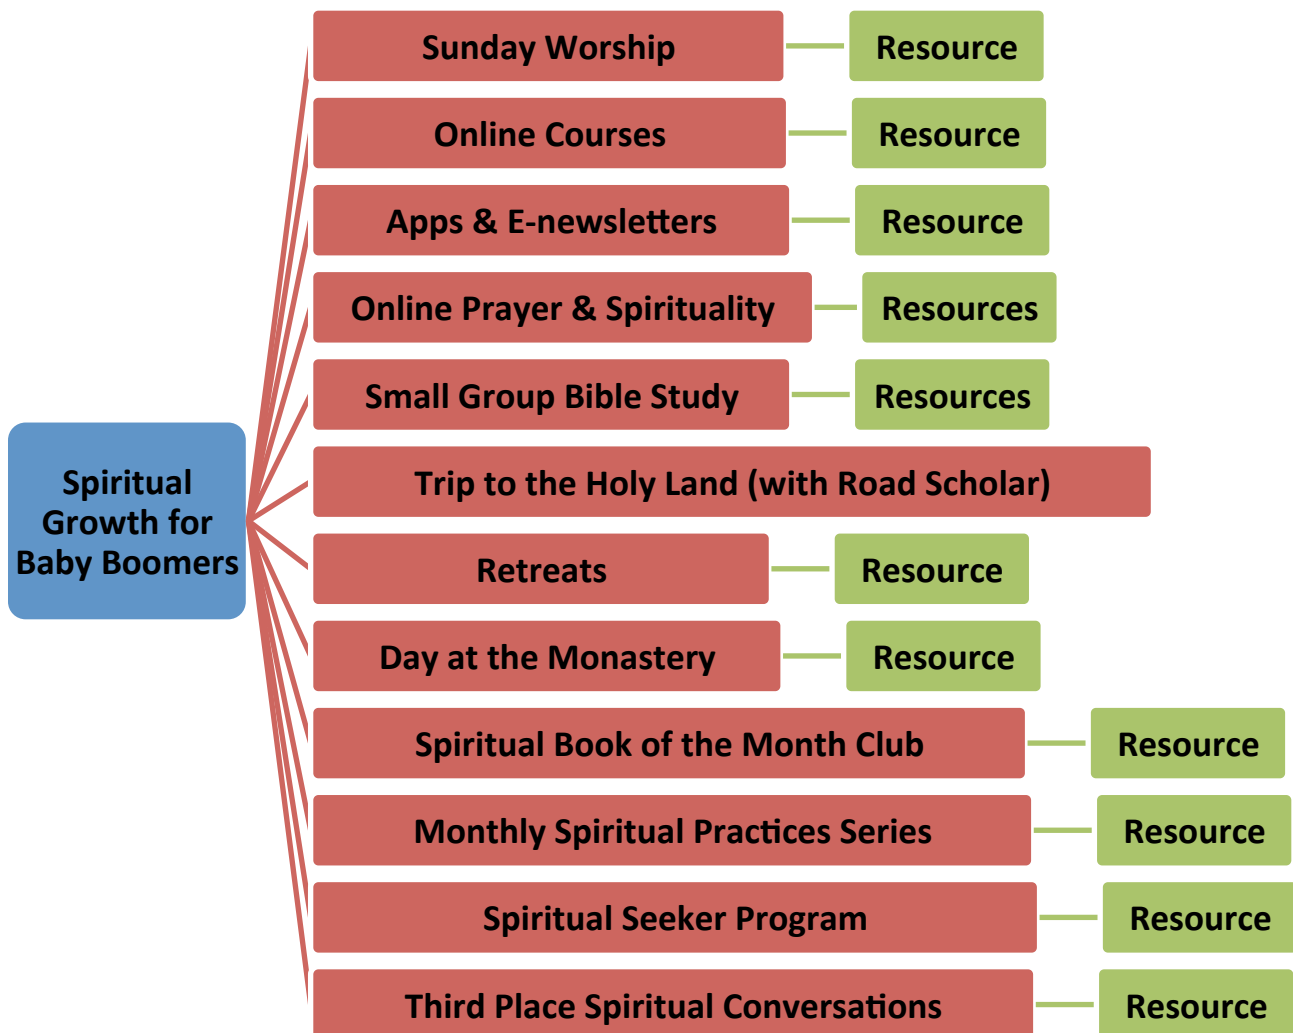 Sunday Worship Resource
Online Courses Resource
Apps & E-newsletters Resource
Online Prayer & Spirituality Resources
Small Group Bible Study Resources
Spiritual
Growth for
Baby Boomers
Trip to the Holy Land (with Road Scholar)
Retreats Resource
Day at the Monastery Resource
Spiritual Book of the Month Club Resource
Monthly Spiritual Practices Series Resource
Spiritual Seeker Program Resource
Third Place Spiritual Conversations Resource